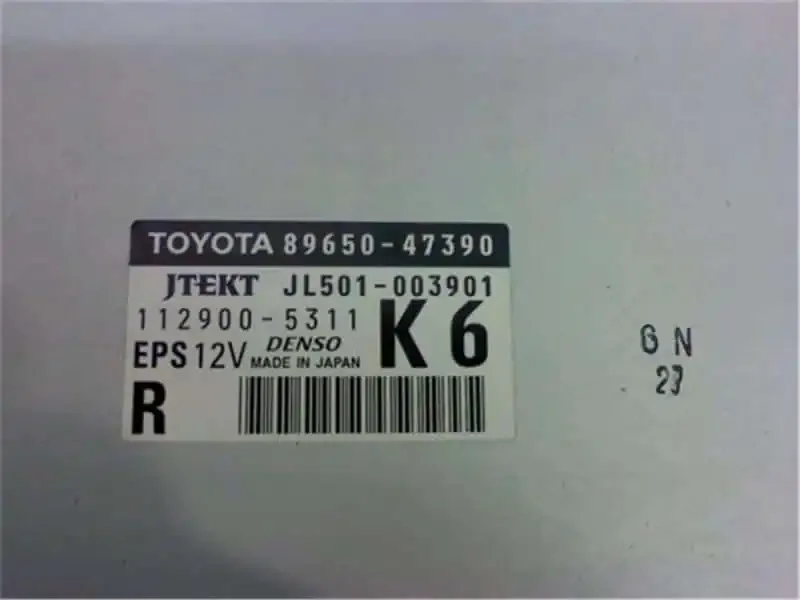 TOYOTA 89650-47390
JTEKT JL501-003901
112900-5311 K6
EPS 12V DENSO MADE IN JAPAN
R
6 N
23